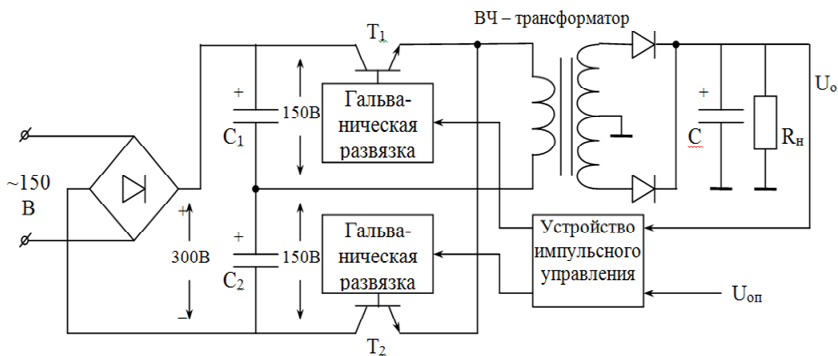 ВЧ – трансформатор
T₁
+
C₁
150В
Гальва-
ническая
развязка
~150
В
+
300В
–
+
C₂
150В
Гальва-
ническая
развязка
T₂
Устройство
импульсного
управления
+
C
Rн
Uо
Uоп